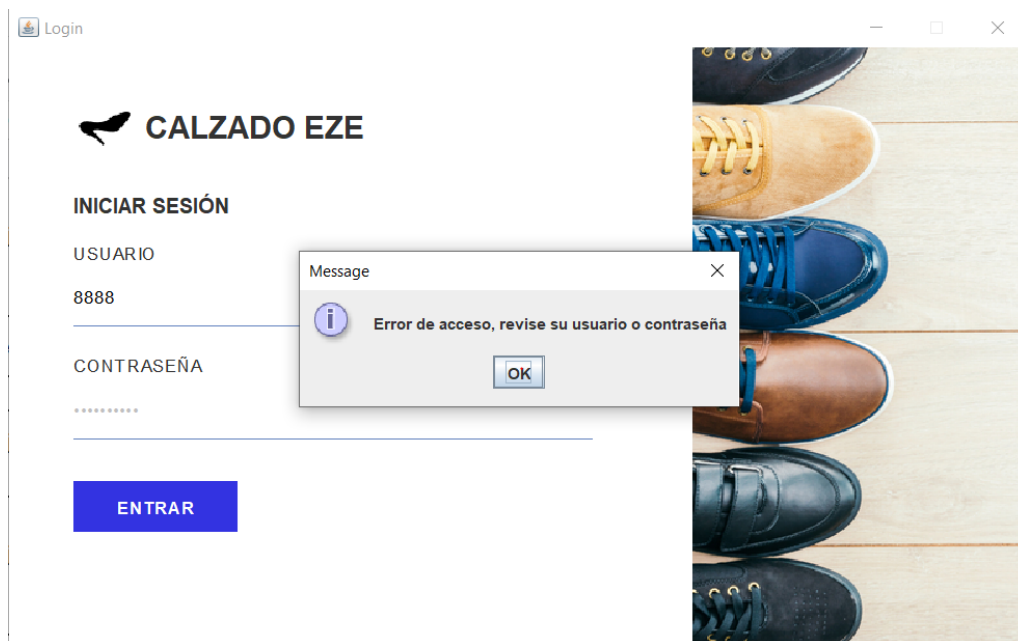 Login
CALZADO EZE
INICIAR SESIÓN
USUARIO
8888
CONTRASEÑA
••••••••••
ENTRAR
Message
Error de acceso, revise su usuario o contraseña
OK